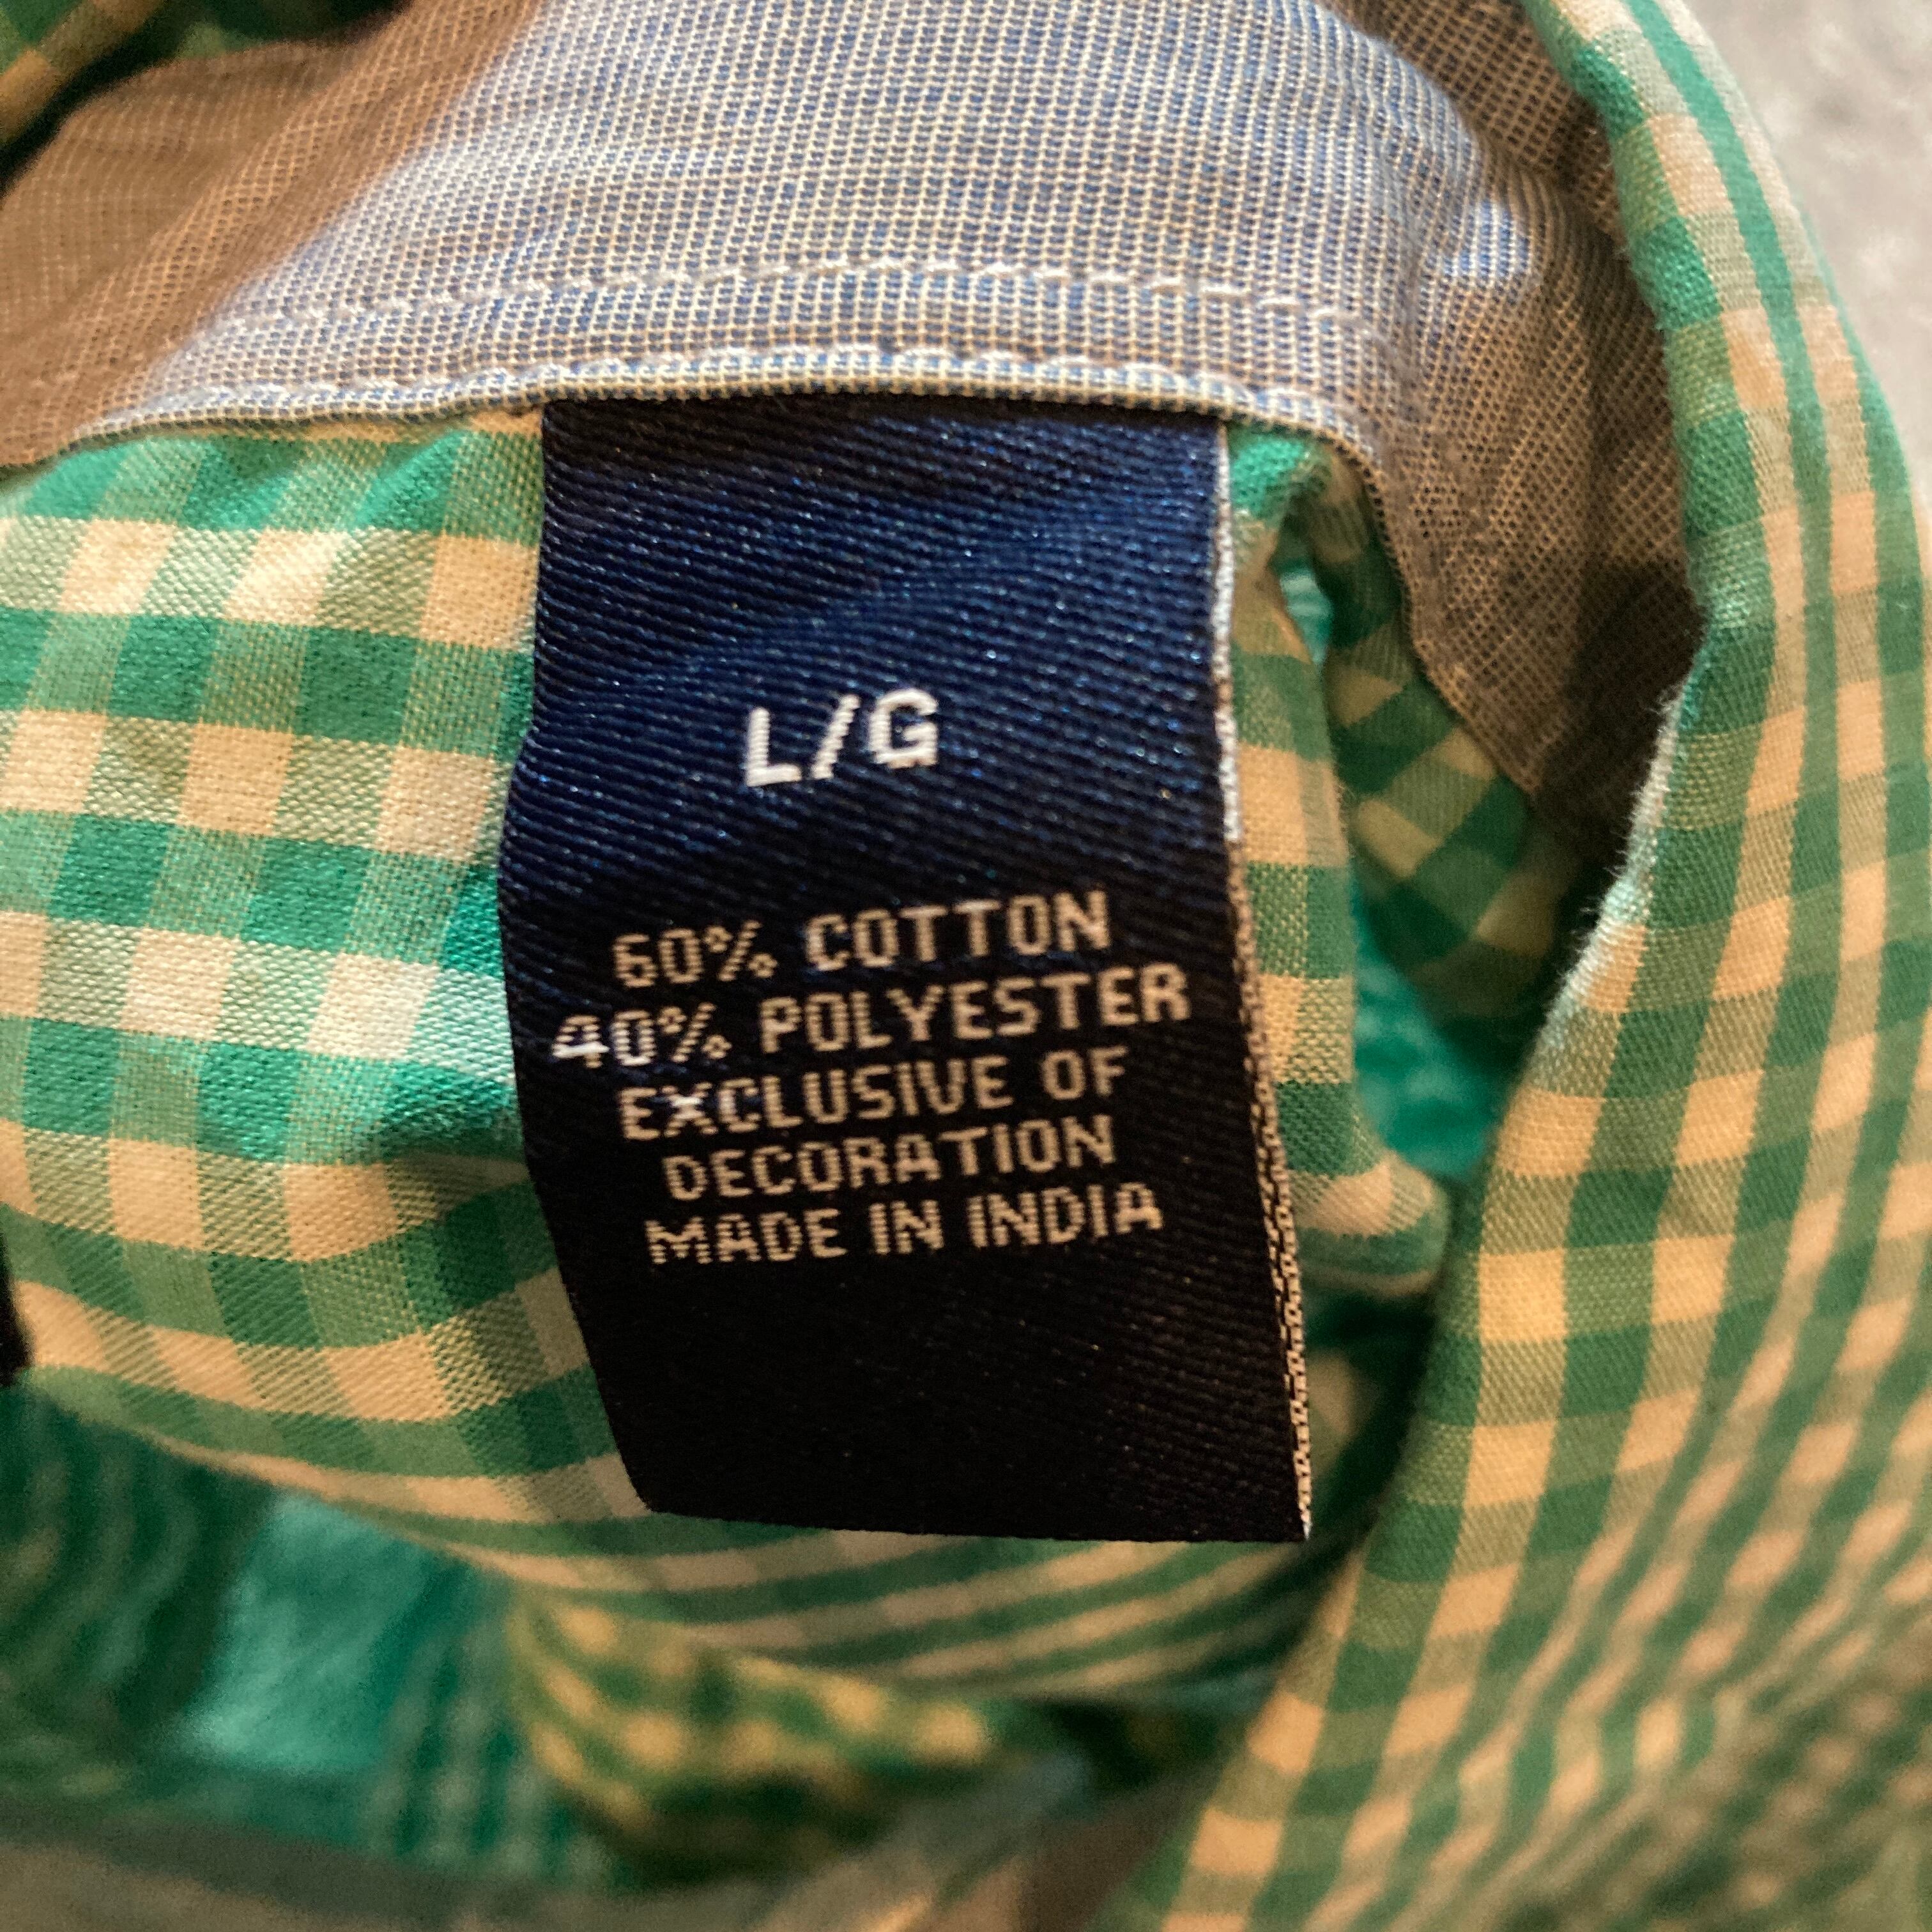 L/G
60% COTTON
40% POLYESTER
EXCLUSIVE OF
DECORATION
MADE IN INDIA